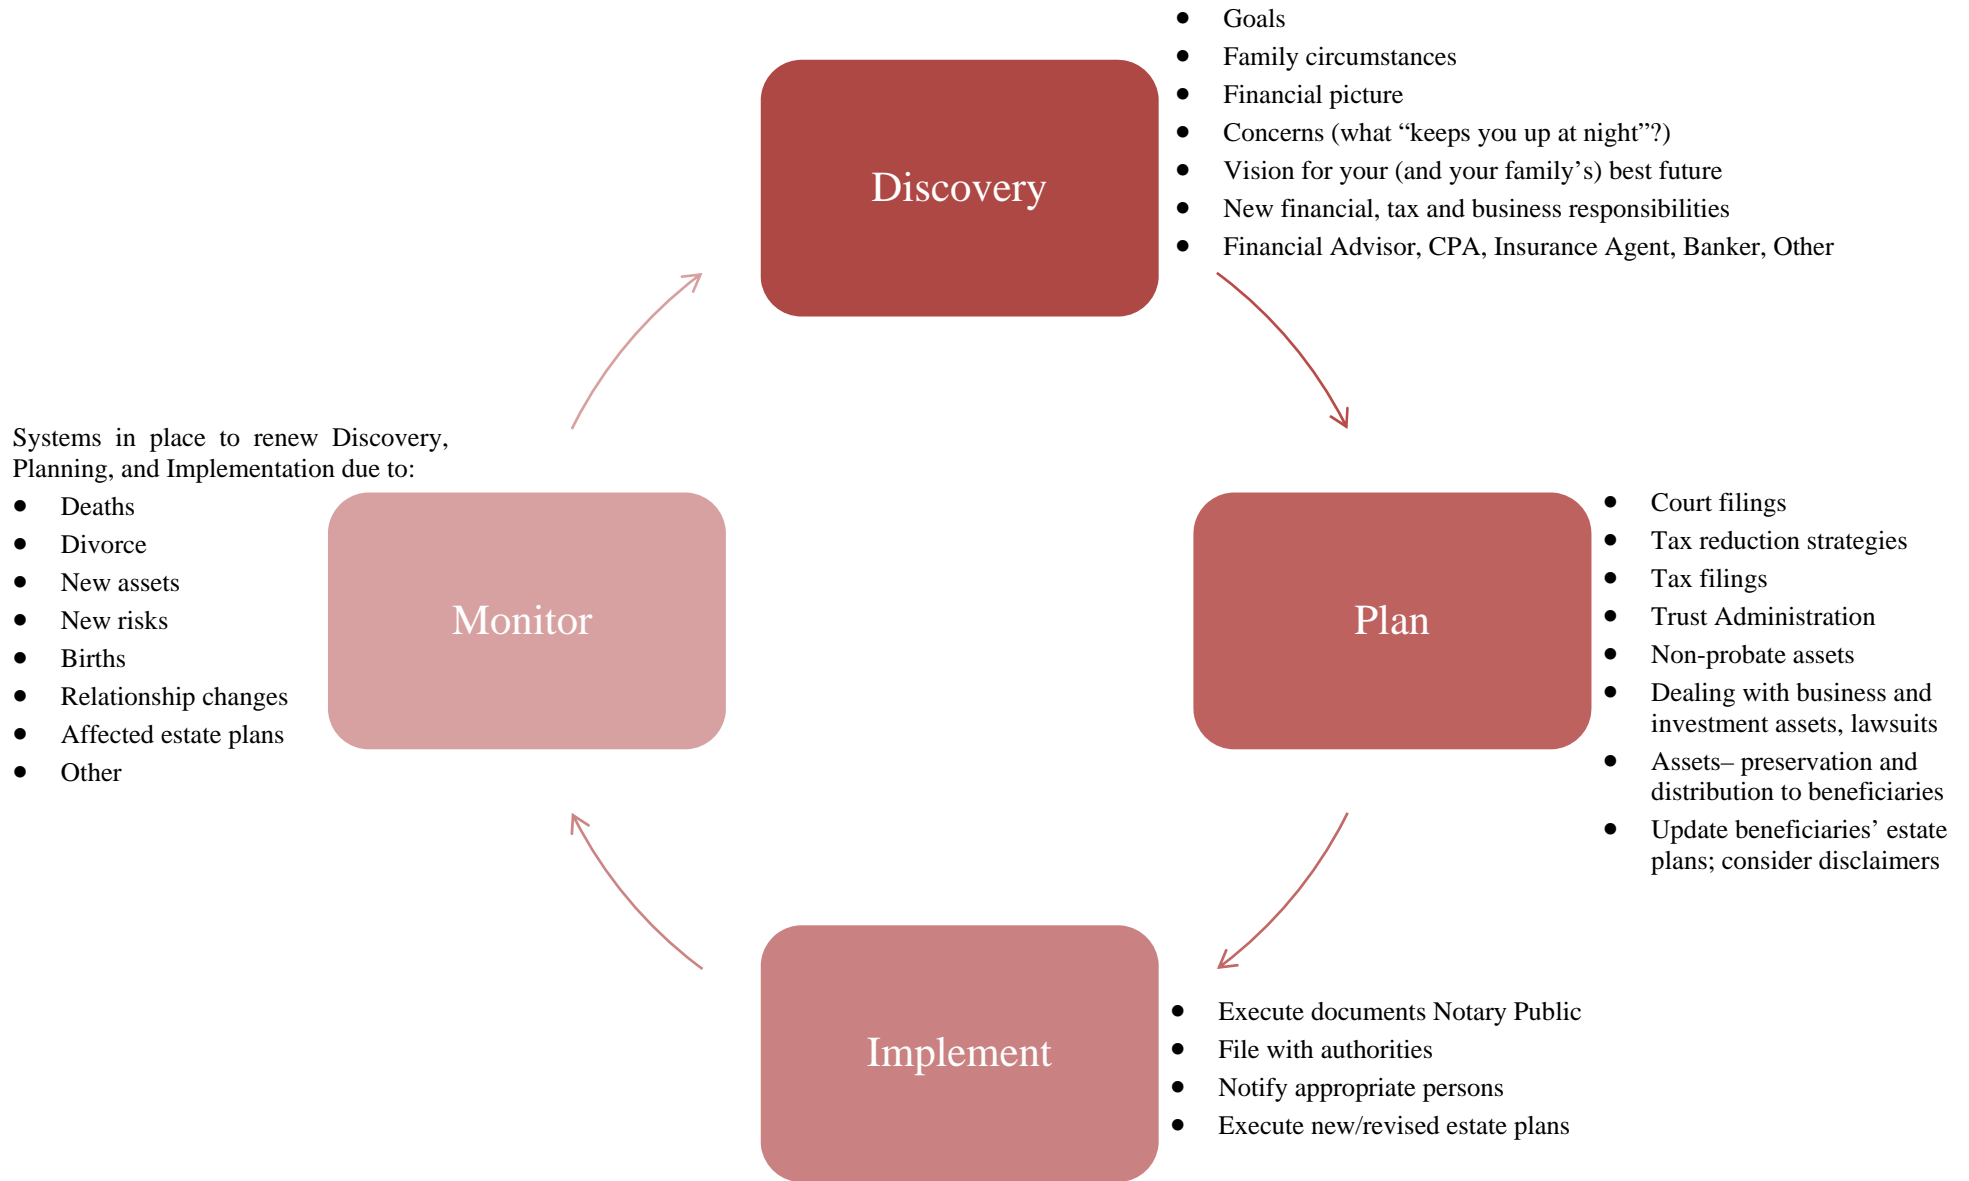 Discovery
● Goals
● Family circumstances
● Financial picture
● Concerns (what “keeps you up at night”?)
● Vision for your (and your family’s) best future
● New financial, tax and business responsibilities
● Financial Advisor, CPA, Insurance Agent, Banker, Other
Plan
● Court filings
● Tax reduction strategies
● Tax filings
● Trust Administration
● Non-probate assets
● Dealing with business and
investment assets, lawsuits
● Assets– preservation and
distribution to beneficiaries
● Update beneficiaries’ estate
plans; consider disclaimers
Implement
● Execute documents Notary Public
● File with authorities
● Notify appropriate persons
● Execute new/revised estate plans
Monitor
Systems in place to renew Discovery,
Planning, and Implementation due to:
● Deaths
● Divorce
● New assets
● New risks
● Births
● Relationship changes
● Affected estate plans
● Other